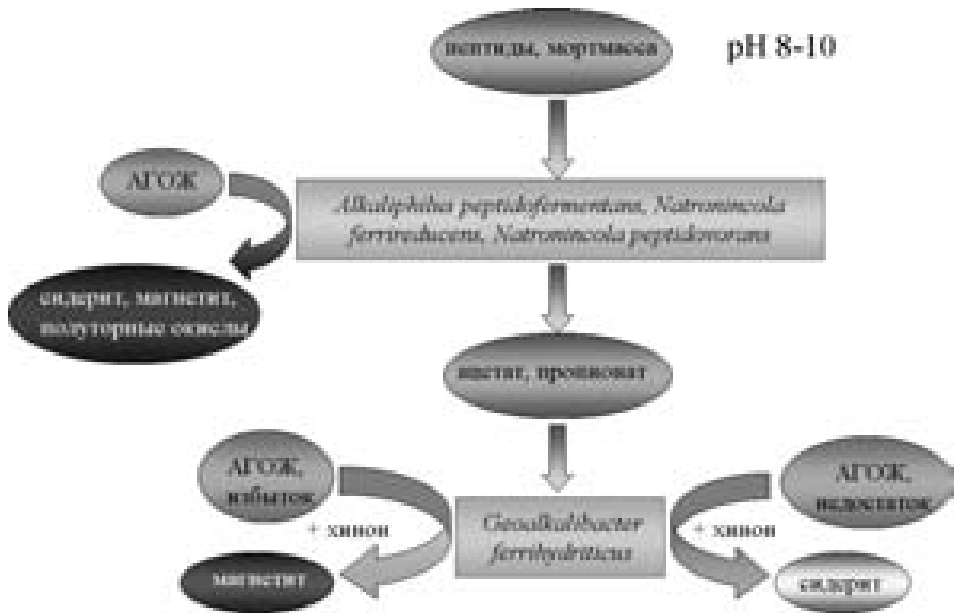 пептиды, мортмасса
pH 8-10
АГОЖ
Alkaliphilus peptidofermentans, Natronincola
ferrireducens, Natronincola peptidovorans
сидерит, магнетит,
полуторные окислы
ацетат, пропионат
АГОЖ,
избыток
+ хинон
магнетит
Geoalkalibacter
ferrihydriticus
АГОЖ,
недостаток
+ хинон
сидерит